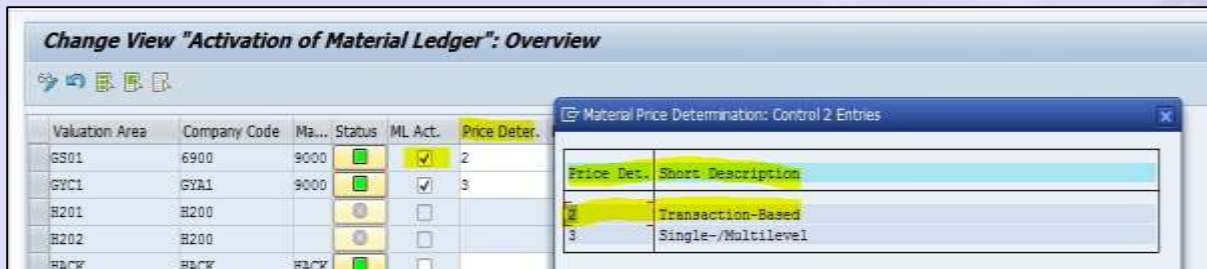 Change View "Activation of Material Ledger": Overview
Material Price Determination: Control 2 Entries
Valuation Area Company Code Ma... Status ML Act. Price Deter.
GS01 6900 9000 2
GYC1 GYA1 9000 3
H201 H200
H202 H200
HACK HACK HACK
Price Det. Short Description
2 Transaction-Based
3 Single-/Multilevel